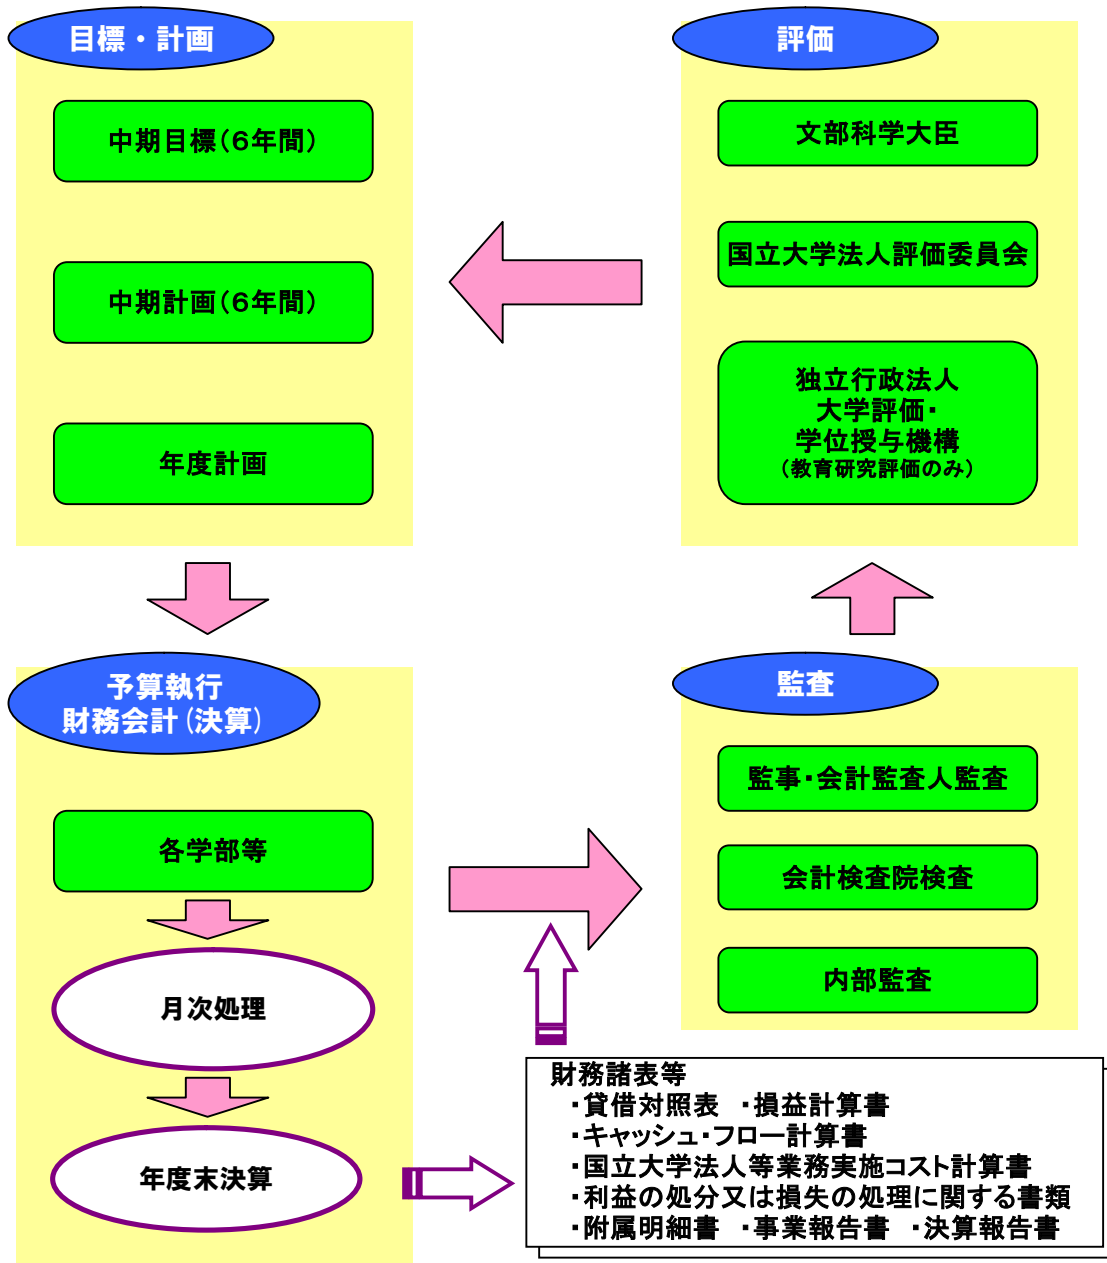 目標・計画
中期目標（６年間）
中期計画（６年間）
年度計画
評価
文部科学大臣
国立大学法人評価委員会
独立行政法人
大学評価・
学位授与機構
（教育研究評価のみ）
予算執行
財務会計（決算）
各学部等
月次処理
年度末決算
監査
監事・会計監査人監査
会計検査院検査
内部監査
財務諸表等
・貸借対照表　・損益計算書
・キャッシュ・フロー計算書
・国立大学法人等業務実施コスト計算書
・利益の処分又は損失の処理に関する書類
・附属明細書　・事業報告書　・決算報告書